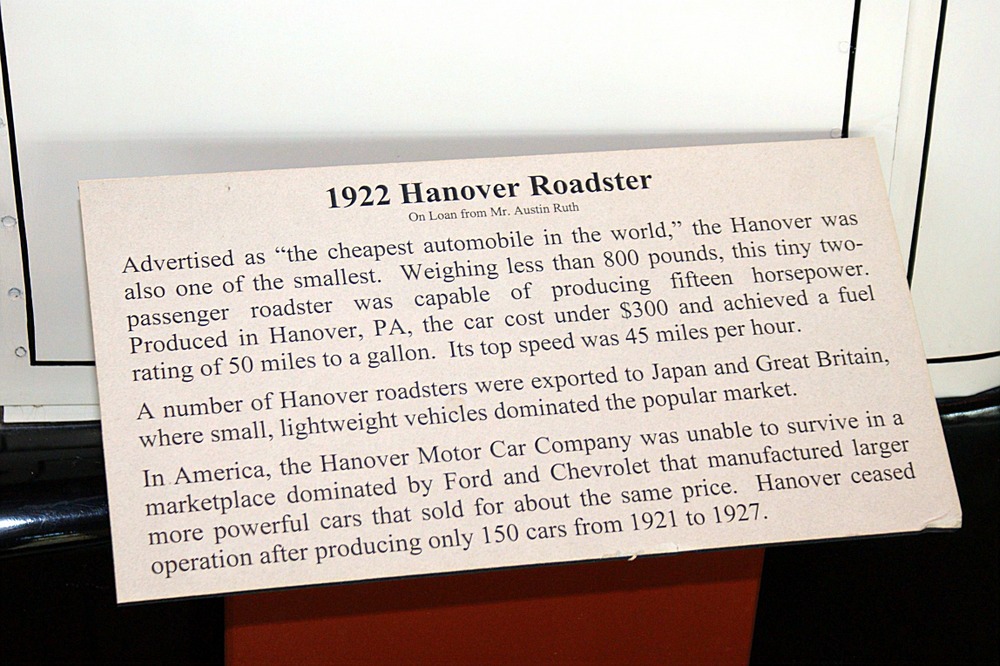 1922 Hanover Roadster
On Loan from Mr. Austin Ruth
Advertised as “the cheapest automobile in the world,” the Hanover was
also one of the smallest. Weighing less than 800 pounds, this tiny two-
passenger roadster was capable of producing fifteen horsepower.
Produced in Hanover, PA, the car cost under $300 and achieved a fuel
rating of 50 miles to a gallon. Its top speed was 45 miles per hour.
A number of Hanover roadsters were exported to Japan and Great Britain,
where small, lightweight vehicles dominated the popular market.
In America, the Hanover Motor Car Company was unable to survive in a
marketplace dominated by Ford and Chevrolet that manufactured larger
more powerful cars that sold for about the same price. Hanover ceased
operation after producing only 150 cars from 1921 to 1927.